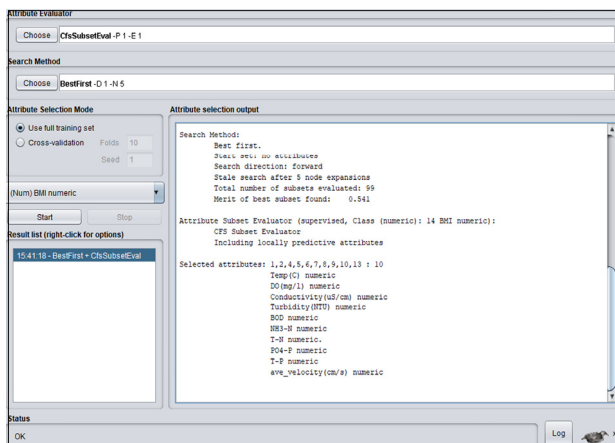 Attribute Evaluator
Choose CfsSubsetEval -P 1 -E 1
Search Method
Choose BestFirst -D 1 -N 5
Attribute Selection Mode
Use full training set
Cross-validation Folds 10
Seed 1
(Num) BMI numeric
Start Stop
Result list (right-click for options)
15:41:18 - BestFirst + CfsSubsetEval
Attribute selection output
Search Method:
Best first.
Start set: no attributes
Search direction: forward
Stale search after 5 node expansions
Total number of subsets evaluated: 99
Merit of best subset found: 0.541
Attribute Subset Evaluator (supervised, Class (numeric): 14 BMI numeric):
CFS Subset Evaluator
Including locally predictive attributes
Selected attributes: 1,2,4,5,6,7,8,9,10,13 : 10
Temp(C) numeric
DO(mg/l) numeric
Conductivity(uS/cm) numeric
Turbidity(NTU) numeric
BOD numeric
NH3-N numeric
T-N numeric.
PO4-P numeric
T-P numeric
ave_velocity(cm/s) numeric
Status
OK
Log